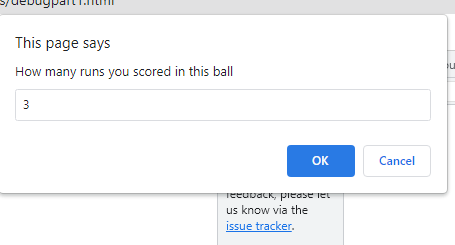 s/debugpart1.html
This page says
How many runs you scored in this ball
3
OK
Cancel
feedback, please let
us know via the
issue tracker.